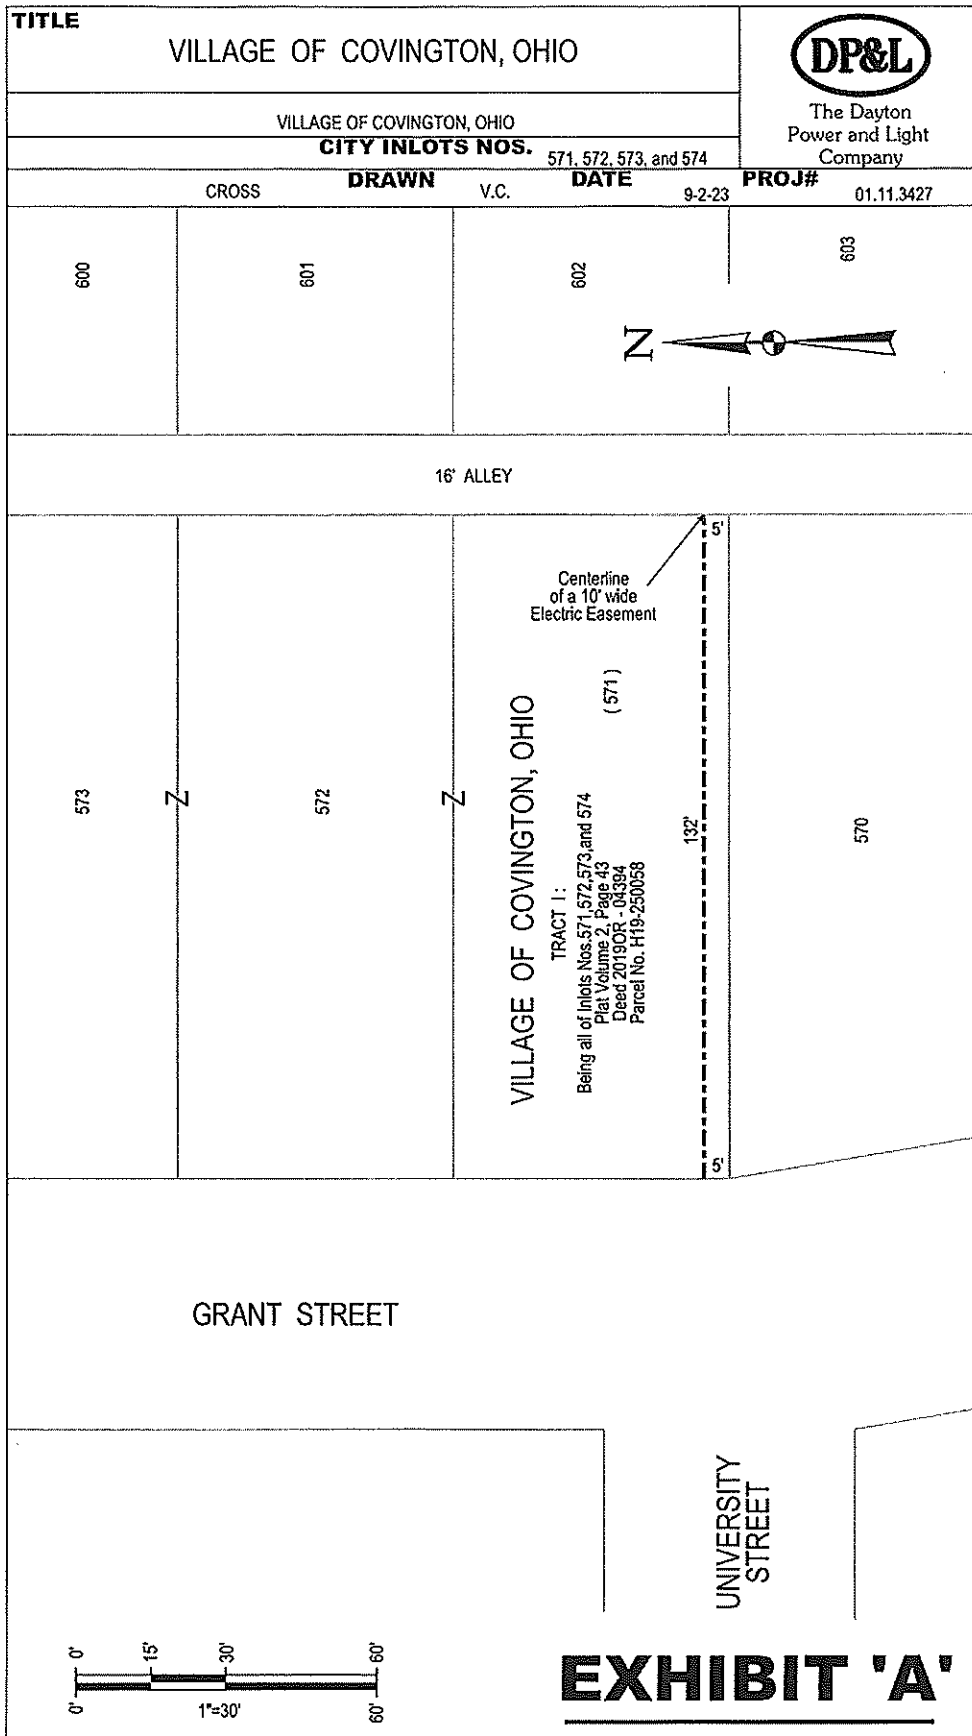 TITLE
VILLAGE OF COVINGTON, OHIO
DP&L
The Dayton
Power and Light
Company
VILLAGE OF COVINGTON, OHIO
CITY INLOTS NOS. 571, 572, 573, and 574
CROSS DRAWN V.C. DATE 9-2-23 PROJ# 01.11.3427
600
601
602
603
N
16' ALLEY
5'
Centerline
of a 10' wide
Electric Easement
573
Z
572
Z
VILLAGE OF COVINGTON, OHIO
TRACT I:
Being all of Inlots Nos.571,572,573,and 574
Plat Volume 2, Page 43
Deed 2019OR - 04394
Parcel No. H19-250058
( 571 )
132'
570
5'
GRANT STREET
UNIVERSITY
STREET
0' 15' 30' 60'
0' 1"=30' 60'
EXHIBIT 'A'